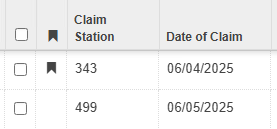 Claim
Station Date of Claim
343 06/04/2025
499 06/05/2025